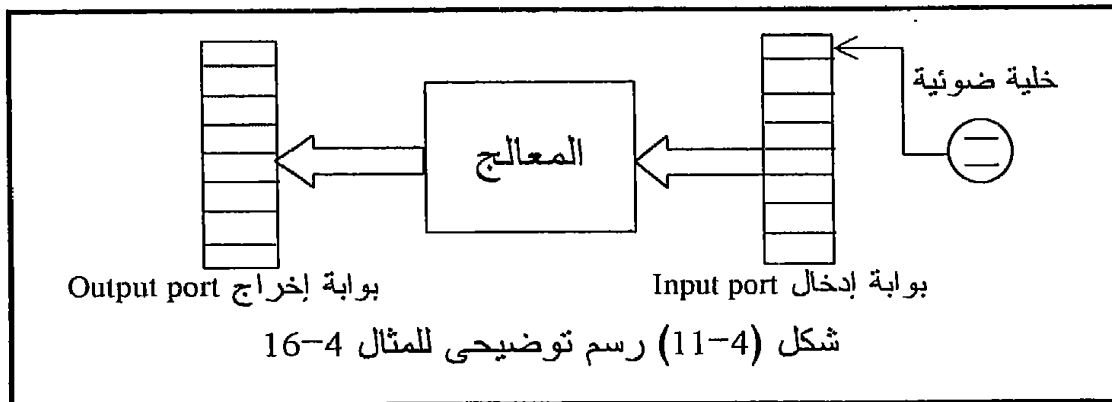 خلية ضوئية
المعالج
بوابة إدخال Input port
بوابة إخراج Output port
شكل (4-11) رسم توضيحى للمثال 4-16